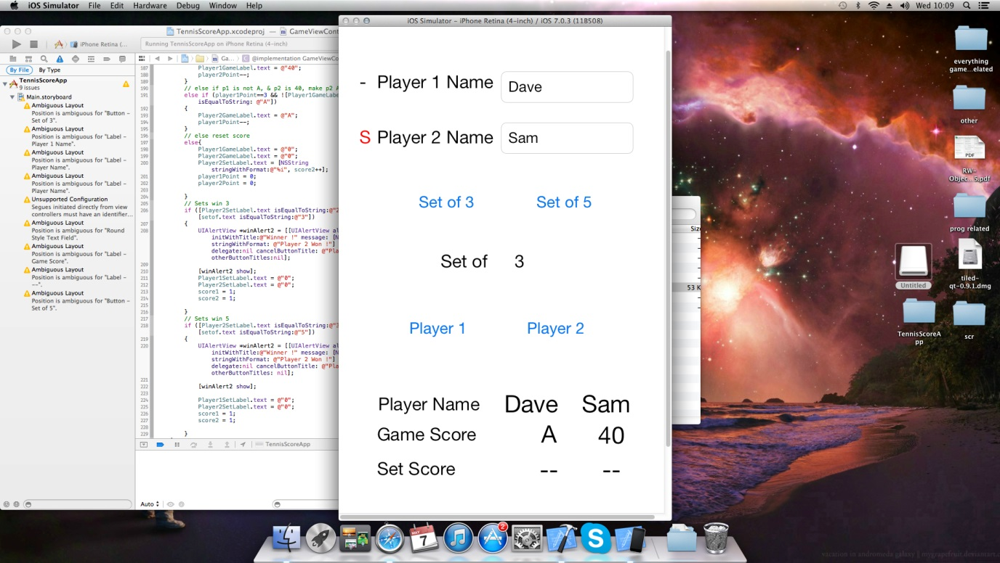 iOS Simulator File Edit Hardware Debug Window Help
Wed 10:09
TennisScoreApp.xcodeproj — GameViewCont
iPhone Retina (...
Running TennisScoreApp on iPhone Retina (4-inch)
Ga... @implementation GameViewCo
By File By Type
TennisScoreApp
9 issues
Main.storyboard
Ambiguous Layout
Position is ambiguous for "Button – Set of 3".
Ambiguous Layout
Position is ambiguous for "Label – Player 1 Name".
Ambiguous Layout
Position is ambiguous for "Label – Player Name".
Ambiguous Layout
Position is ambiguous for "Label – Player Name".
Unsupported Configuration
Segues initiated directly from view controllers must have an identifier...
Ambiguous Layout
Position is ambiguous for "Round Style Text Field".
Ambiguous Layout
Position is ambiguous for "Label – Game Score".
Ambiguous Layout
Position is ambiguous for "Label – --".
Ambiguous Layout
Position is ambiguous for "Button – Set of 5".
187 Player1GameLabel.text = @"40";
188 player2Point--;
189 }
190 // else if p1 is not A, & p2 is 40, make p2 A
191 else if (player1Point==3 && ![Player1GameLabe
isEqualToString: @"A"])
192 {
193 Player2GameLabel.text = @"A";
194 player1Point--;
195 }
196 // else reset score
197 else{
198 Player1GameLabel.text = @"0";
199 Player2GameLabel.text = @"0";
200 Player2SetLabel.text = [NSString
stringWithFormat:@"%i", score2++];
201 player1Point = 0;
202 player2Point = 0;
203
204 }
205 // Sets win 3
206 if ([Player2SetLabel.text isEqualToString:@"2
[setof.text isEqualToString:@"3"])
207 {
208 UIAlertView *winAlert2 = [[UIAlertView al
initWithTitle:@"Winner !" message: [N
stringWithFormat: @"Player 2 Won !"]
delegate:nil cancelButtonTitle: @"Pla
otherButtonTitles:nil];
209
210 [winAlert2 show];
211 Player1SetLabel.text = @"0";
212 Player2SetLabel.text = @"0";
213 score1 = 1;
214 score2 = 1;
215
216 }
217 // Sets win 5
218 if ([Player2SetLabel.text isEqualToString:@"3
[setof.text isEqualToString:@"5"])
219 {
220 UIAlertView *winAlert2 = [[UIAlertView al
initWithTitle:@"Winner !" message: [N
stringWithFormat: @"Player 2 Won !"]
delegate:nil cancelButtonTitle: @"Pla
otherButtonTitles: nil];
221
222 [winAlert2 show];
223
224 Player1SetLabel.text = @"0";
225 Player2SetLabel.text = @"0";
226 score1 = 1;
227 score2 = 1;
228
229 }
TennisScoreApp
Auto
iOS Simulator – iPhone Retina (4-inch) / iOS 7.0.3 (11B508)
- Player 1 Name Dave
S Player 2 Name Sam
Set of 3 Set of 5
Set of 3
Player 1 Player 2
Player Name Dave Sam
Game Score A 40
Set Score -- --
Siz
53 K
everything
game...elated
other
PDF
RW-
Objec...5.pdf
prog related
Untitled
tiled-
qt-0.9.1.dmg
TennisScoreA
pp
scr
MAY
7
2
vacation in andromeda galaxy || mygrapefruit.deviantart.c